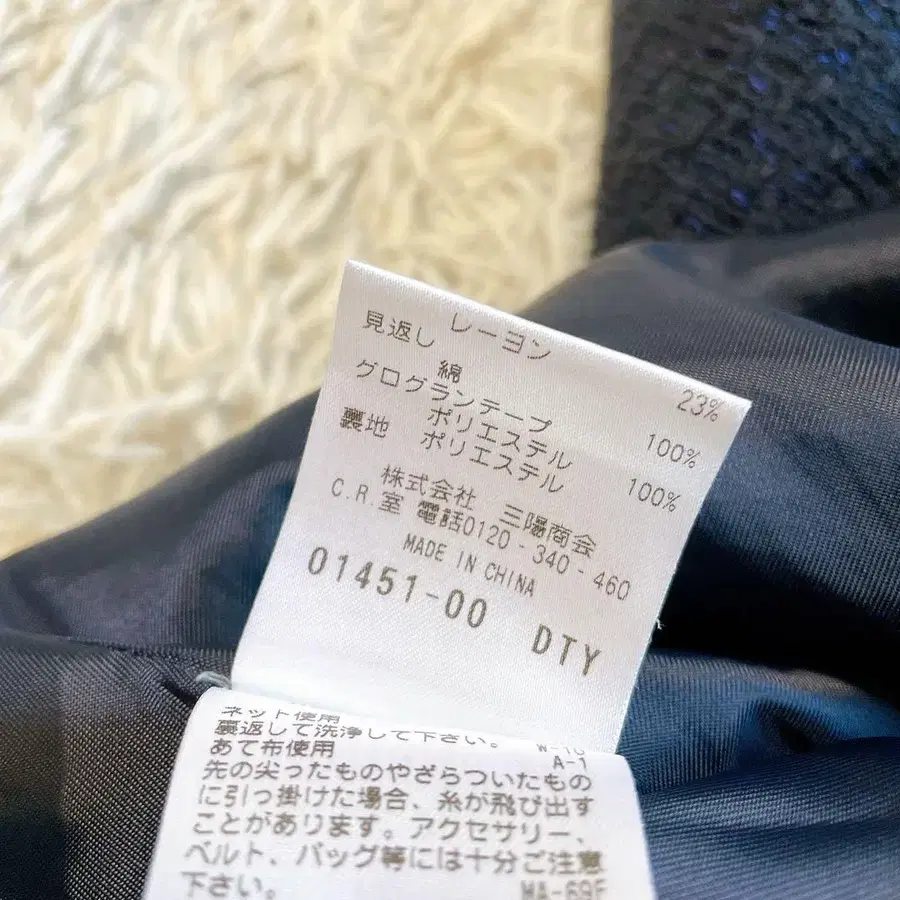 レーヨン 23%
見返し
綿 100%
グログランテープ
ポリエステル 100%
裏地 ポリエステル
株式会社 三陽商会
C.R.室 電話0120-340-460
MADE IN CHINA
01451-00 DTY
ネット使用
裏返して洗浄して下さい。 W-10
あて布使用 A-1
先の尖ったものやざらついたもの
に引っ掛けた場合、糸が飛び出す
ことがあります。アクセサリー、
ベルト、バッグ等には十分ご注意
下さい。 MA-69F